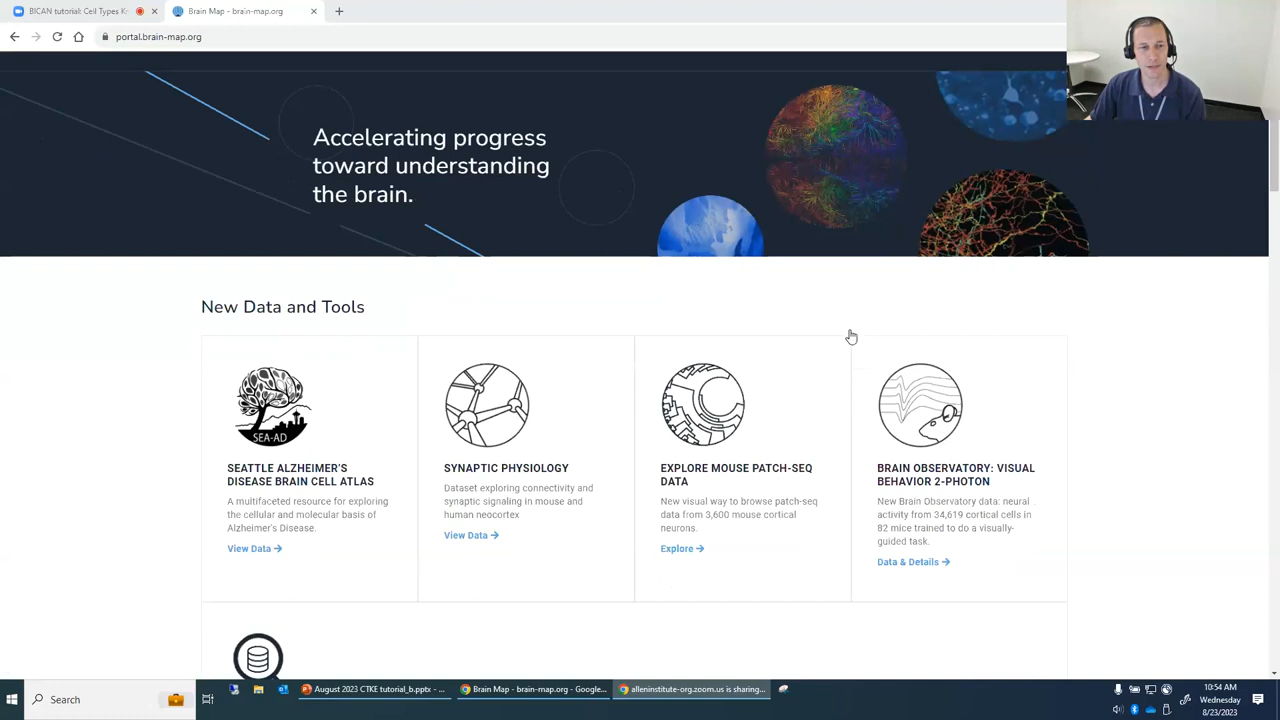 BICAN tutorial: Cell Types Kn
Brain Map - brain-map.org
portal.brain-map.org
Accelerating progress
toward understanding
the brain.
New Data and Tools
SEA-AD
SEATTLE ALZHEIMER'S
DISEASE BRAIN CELL ATLAS
A multifaceted resource for exploring
the cellular and molecular basis of
Alzheimer's Disease.
View Data →
SYNAPTIC PHYSIOLOGY
Dataset exploring connectivity and
synaptic signaling in mouse and
human neocortex
View Data →
EXPLORE MOUSE PATCH-SEQ
DATA
New visual way to browse patch-seq
data from 3,600 mouse cortical
neurons.
Explore →
BRAIN OBSERVATORY: VISUAL
BEHAVIOR 2-PHOTON
New Brain Observatory data: neural
activity from 34,619 cortical cells in
82 mice trained to do a visually-
guided task.
Data & Details →
Search
August 2023 CTKE tutorial_b.pptx - ...
Brain Map - brain-map.org - Google...
alleninstitute-org.zoom.us is sharing...
10:54 AM
Wednesday
8/23/2023